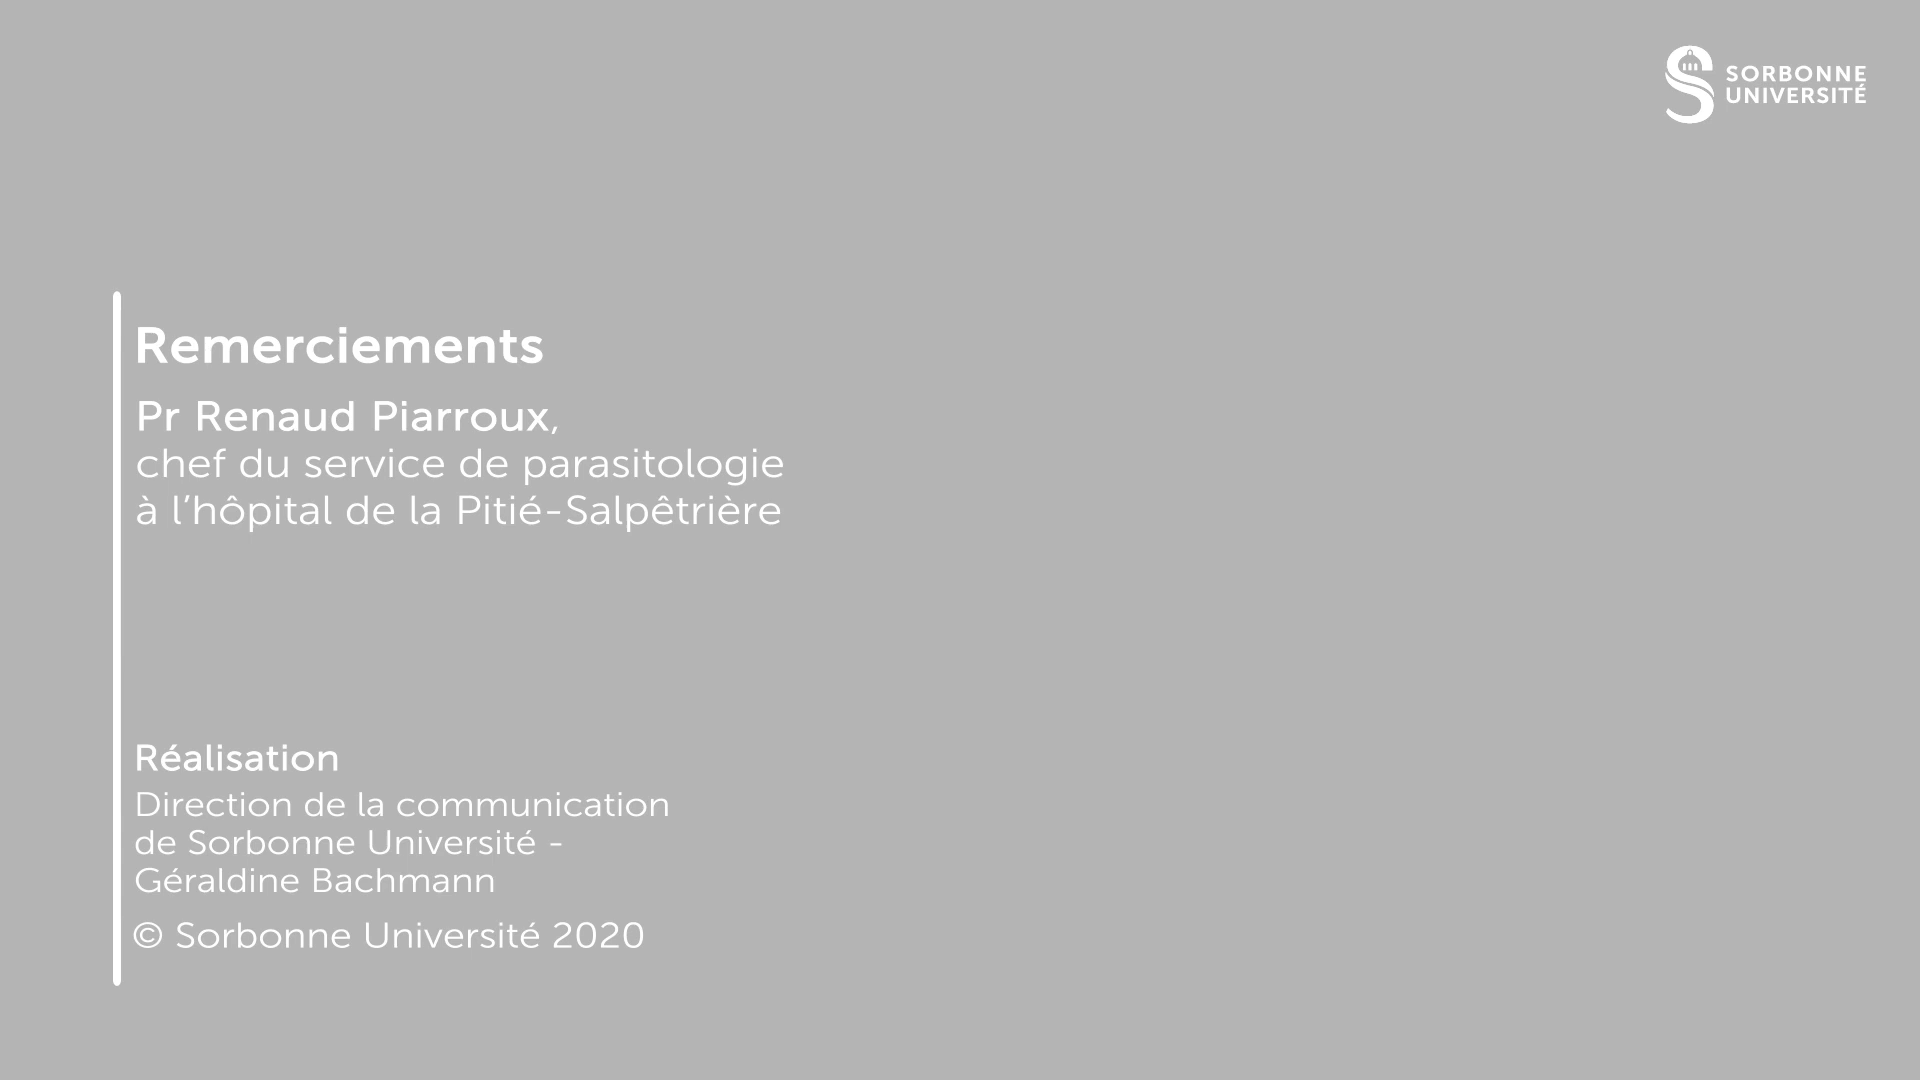 SORBONNE
UNIVERSITÉ
Remerciements
Pr Renaud Piarroux,
chef du service de parasitologie
à l’hôpital de la Pitié-Salpêtrière
Réalisation
Direction de la communication
de Sorbonne Université -
Géraldine Bachmann
© Sorbonne Université 2020